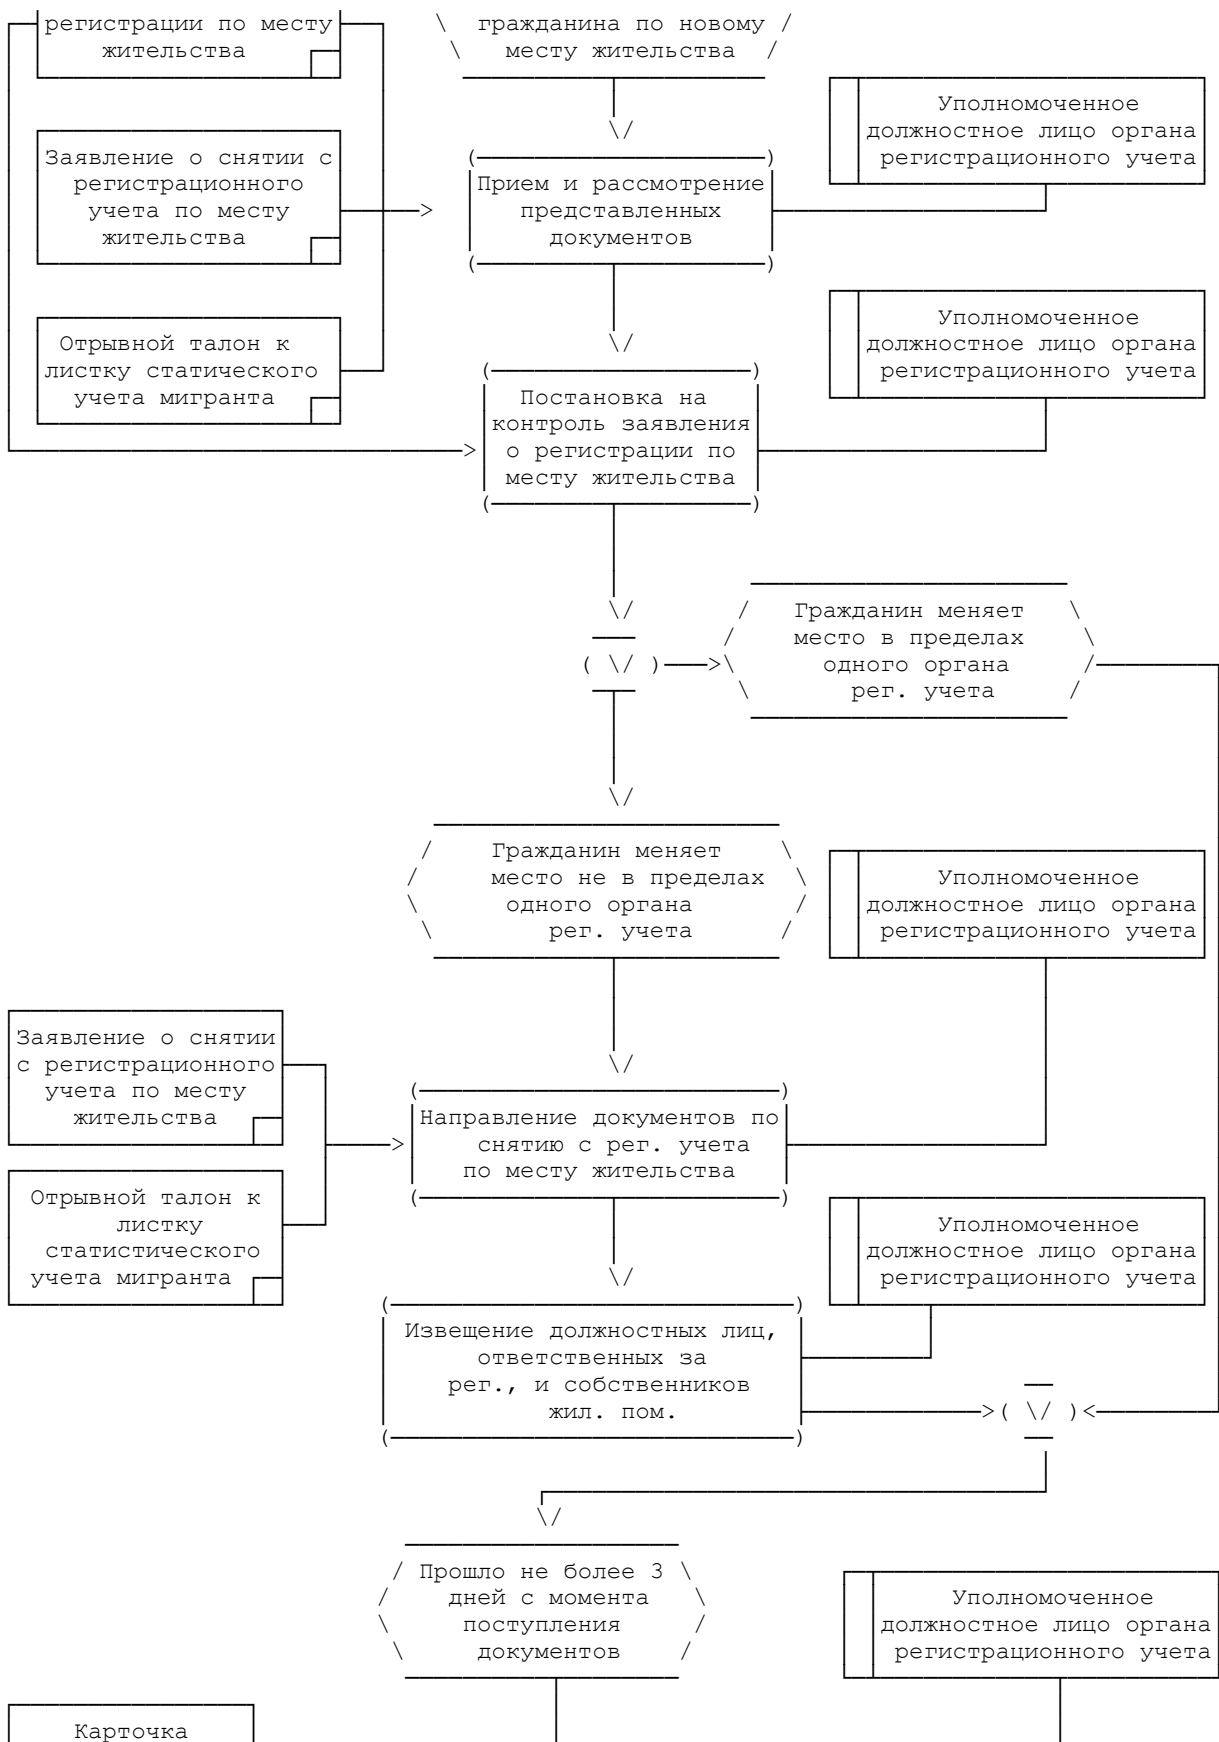 регистрации по месту
жительства
гражданина по новому
месту жительства
Уполномоченное
должностное лицо органа
регистрационного учета
Заявление о снятии с
регистрационного
учета по месту
жительства
Прием и рассмотрение
представленных
документов
Уполномоченное
должностное лицо органа
регистрационного учета
Отрывной талон к
листку статического
учета мигранта
Постановка на
контроль заявления
о регистрации по
месту жительства
Гражданин меняет
место в пределах
одного органа
рег. учета
Гражданин меняет
место не в пределах
одного органа
рег. учета
Уполномоченное
должностное лицо органа
регистрационного учета
Заявление о снятии
с регистрационного
учета по месту
жительства
Направление документов по
снятию с рег. учета
по месту жительства
Отрывной талон к
листку
статистического
учета мигранта
Уполномоченное
должностное лицо органа
регистрационного учета
Извещение должностных лиц,
ответственных за
рег., и собственников
жил. пом.
Прошло не более 3
дней с момента
поступления
документов
Уполномоченное
должностное лицо органа
регистрационного учета
Карточка